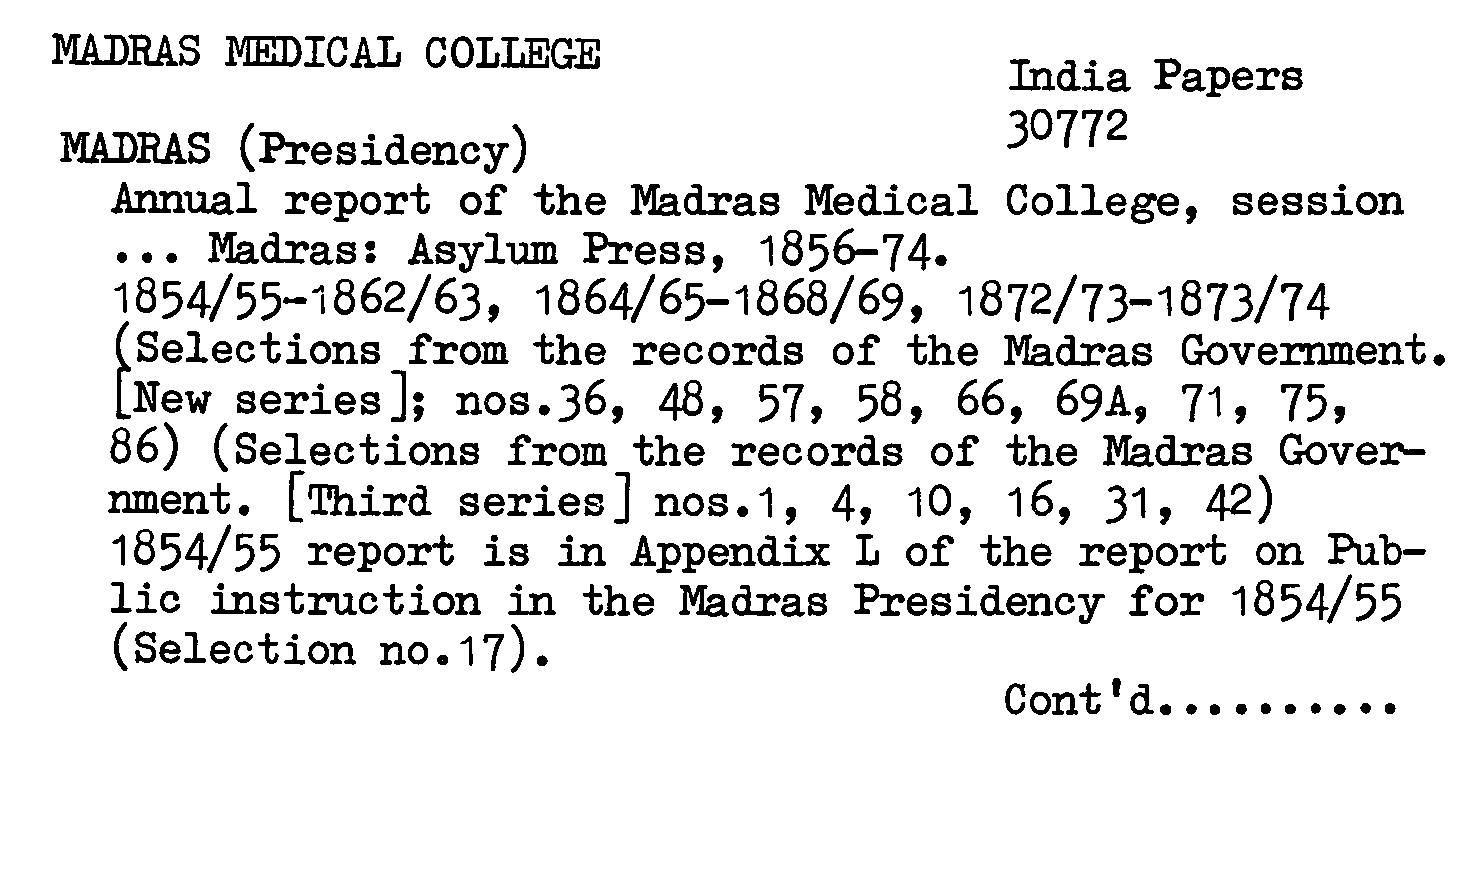 MADRAS MEDICAL COLLEGE
India Papers
30772
MADRAS (Presidency)
Annual report of the Madras Medical College, session
... Madras: Asylum Press, 1856-74.
1854/55-1862/63, 1864/65-1868/69, 1872/73-1873/74
(Selections from the records of the Madras Government.
[New series]; nos.36, 48, 57, 58, 66, 69A, 71, 75,
86) (Selections from the records of the Madras Gover-
nment. [Third series] nos.1, 4, 10, 16, 31, 42)
1854/55 report is in Appendix L of the report on Pub-
lic instruction in the Madras Presidency for 1854/55
(Selection no.17).
Cont'd..........